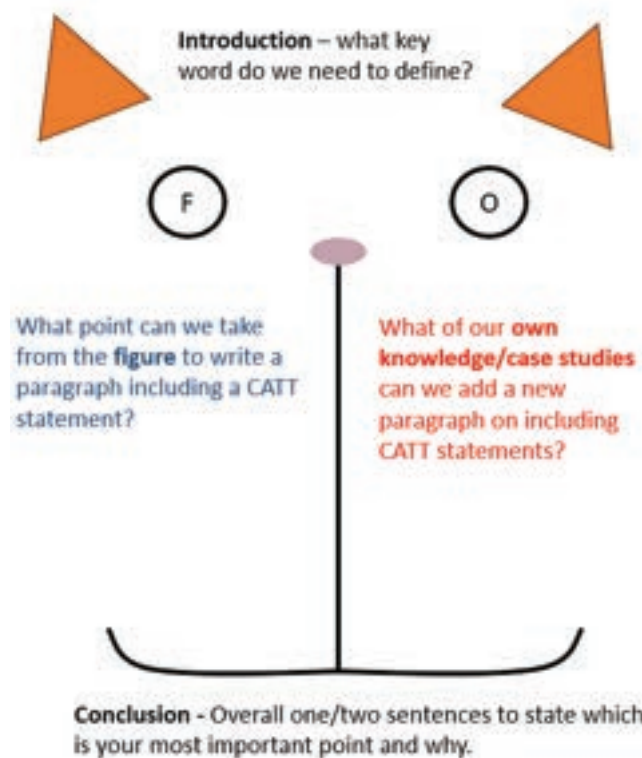 Introduction – what key
word do we need to define?
F
O
What point can we take
from the figure to write a
paragraph including a CATT
statement?
What of our own
knowledge/case studies
can we add a new
paragraph on including
CATT statements?
Conclusion - Overall one/two sentences to state which
is your most important point and why.